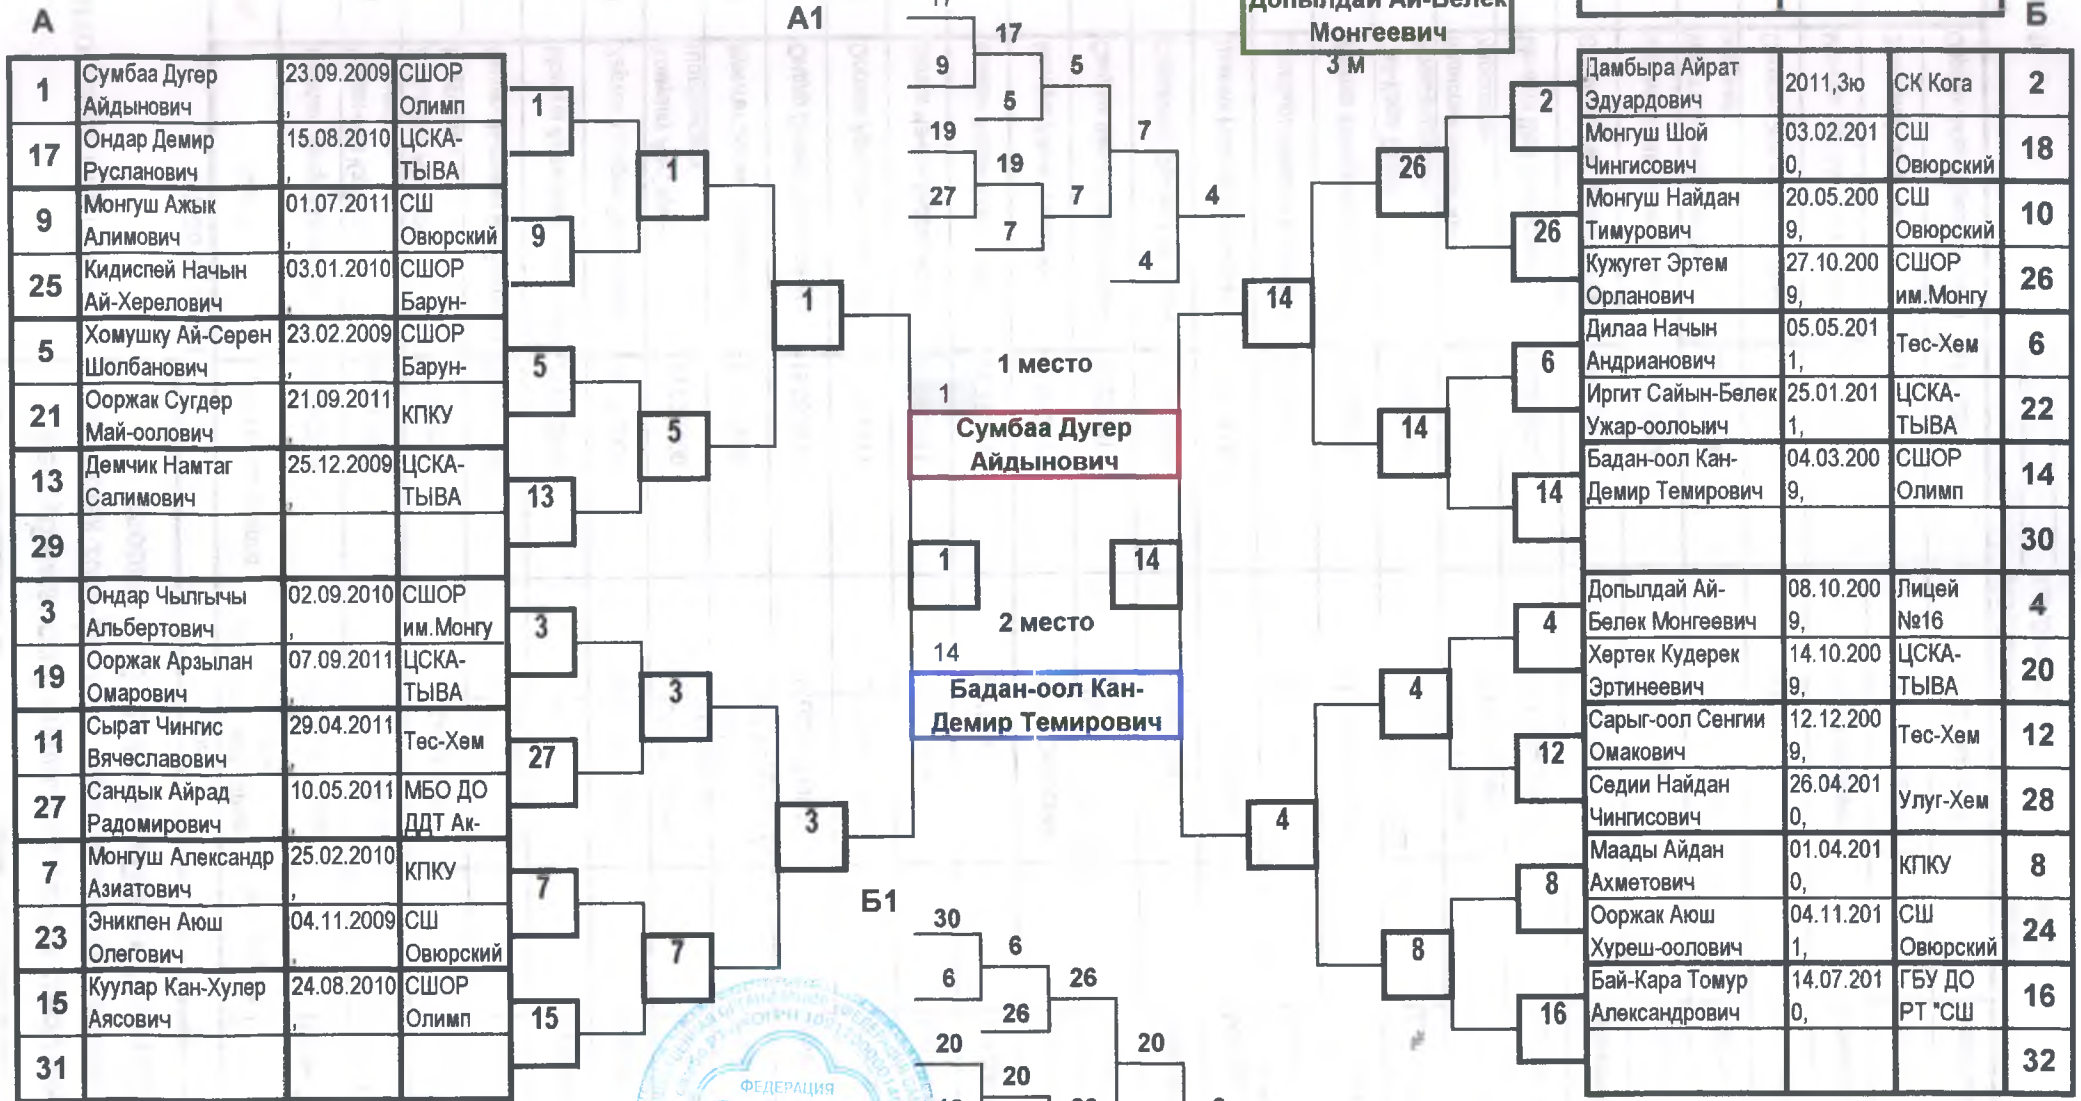 А
А1
Допылдай Ай-Белек
Монгеевич
3 м
Б
1 Сумбаа Дугер Айдынович 23.09.2009, СШОР Олимп
17 Ондар Демир Русланович 15.08.2010, ЦСКА-ТЫВА
9 Монгуш Ажык Алимович 01.07.2011, СШ Овюрский
25 Кидиспей Начын Ай-Херелович 03.01.2010, СШОР Барун-
5 Хомушку Ай-Серен Шолбанович 23.02.2009, СШОР Барун-
21 Ооржак Сугдер Май-оолович 21.09.2011, КПКУ
13 Демчик Намтаг Салимович 25.12.2009, ЦСКА-ТЫВА
29
3 Ондар Чылгычы Альбертович 02.09.2010, СШОР им.Монгу
19 Ооржак Арзылан Омарович 07.09.2011, ЦСКА-ТЫВА
11 Сырат Чингис Вячеславович 29.04.2011, Тес-Хем
27 Сандык Айрад Радомирович 10.05.2011, МБО ДО ДДТ Ак-
7 Монгуш Александр Азиатович 25.02.2010, КПКУ
23 Эникпен Аюш Олегович 04.11.2009, СШ Овюрский
15 Куулар Кан-Хулер Аясович 24.08.2010, СШОР Олимп
31
1
9
5
13
3
27
7
15
1
5
3
7
1
3
17
9
17
5
5
19
27
19
7
7
7
4
4
1 место
1
Сумбаа Дугер
Айдынович
1
14
2 место
14
Бадан-оол Кан-
Демир Темирович
Б1
30
6
6
26
26
20
20
20
ФЕДЕРАЦИЯ
14
4
26
14
4
8
2
26
6
14
4
12
8
16
Дамбыра Айрат Эдуардович 2011,3ю СК Кога 2
Монгуш Шой Чингисович 03.02.2010, СШ Овюрский 18
Монгуш Найдан Тимурович 20.05.2009, СШ Овюрский 10
Кужугет Эртем Орланович 27.10.2009, СШОР им.Монгу 26
Дилаа Начын Андрианович 05.05.2011, Тес-Хем 6
Иргит Сайын-Белек Ужар-оолоыич 25.01.2011, ЦСКА-ТЫВА 22
Бадан-оол Кан-Демир Темирович 04.03.2009, СШОР Олимп 14
30
Допылдай Ай-Белек Монгеевич 08.10.2009, Лицей №16 4
Хертек Кудерек Эртинеевич 14.10.2009, ЦСКА-ТЫВА 20
Сарыг-оол Сенгии Омакович 12.12.2009, Тес-Хем 12
Седии Найдан Чингисович 26.04.2010, Улуг-Хем 28
Маады Айдан Ахметович 01.04.2010, КПКУ 8
Ооржак Аюш Хуреш-оолович 04.11.2011, СШ Овюрский 24
Бай-Кара Томур Александрович 14.07.2010, ГБУ ДО РТ "СШ 16
32